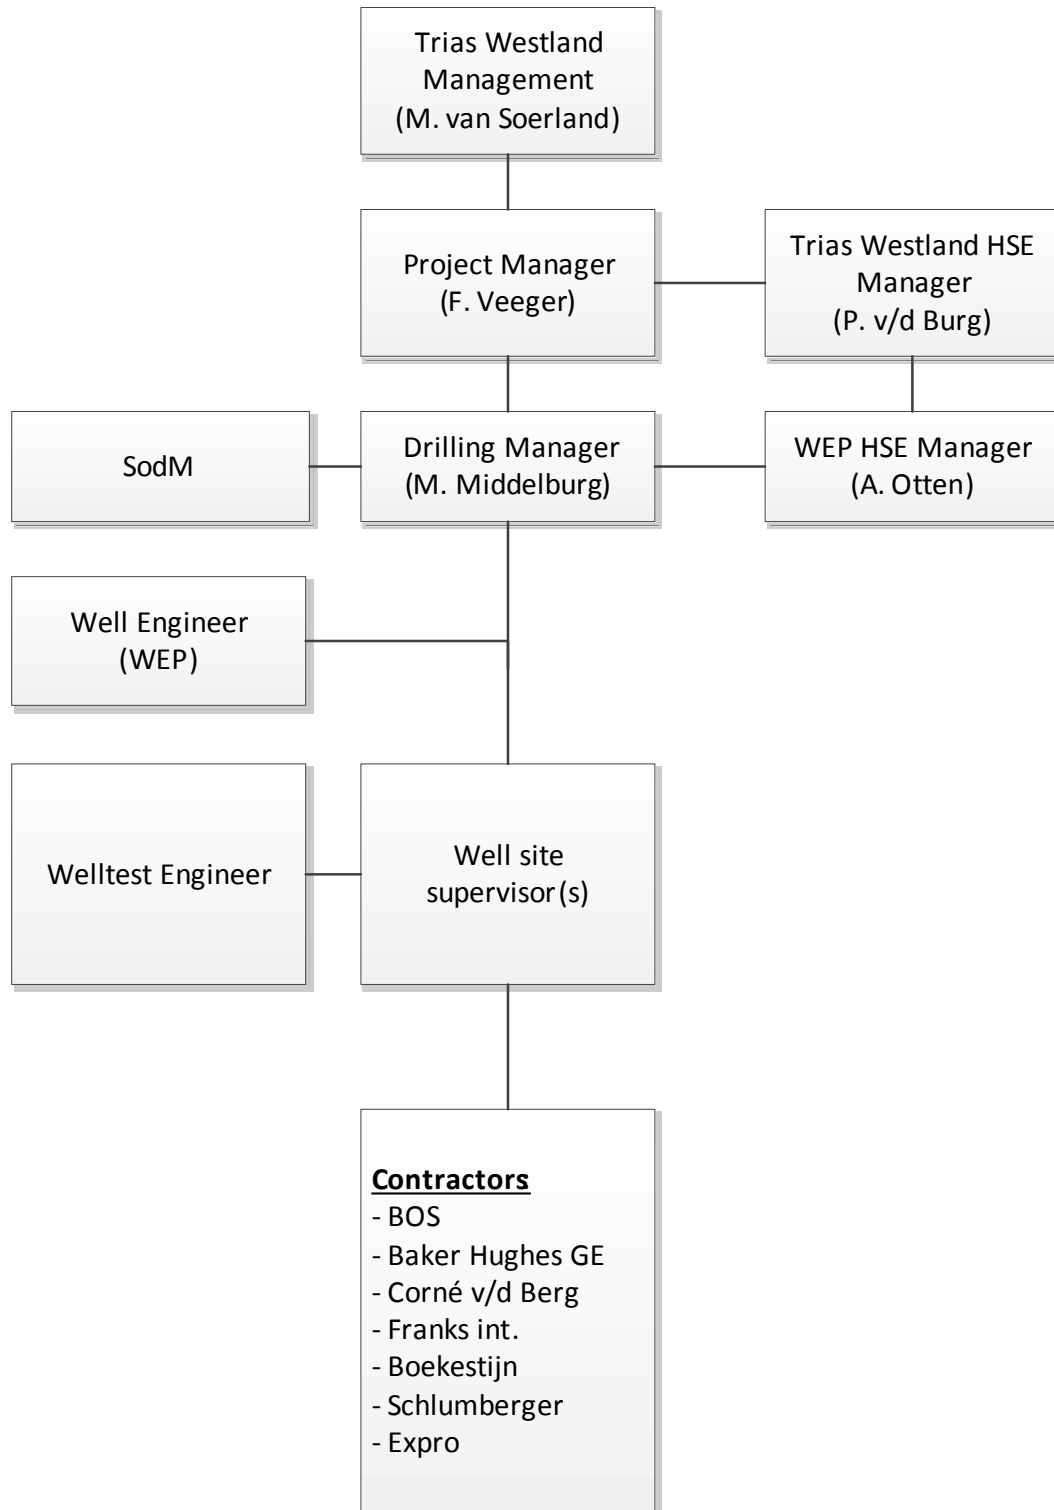 Trias Westland
Management
(M. van Soerland)
Project Manager
(F. Veeger)
Trias Westland HSE
Manager
(P. v/d Burg)
SodM
Drilling Manager
(M. Middelburg)
WEP HSE Manager
(A. Otten)
Well Engineer
(WEP)
Welltest Engineer
Well site
supervisor(s)
Contractors:
- BOS
- Baker Hughes GE
- Corné v/d Berg
- Franks int.
- Boekestijn
- Schlumberger
- Expro